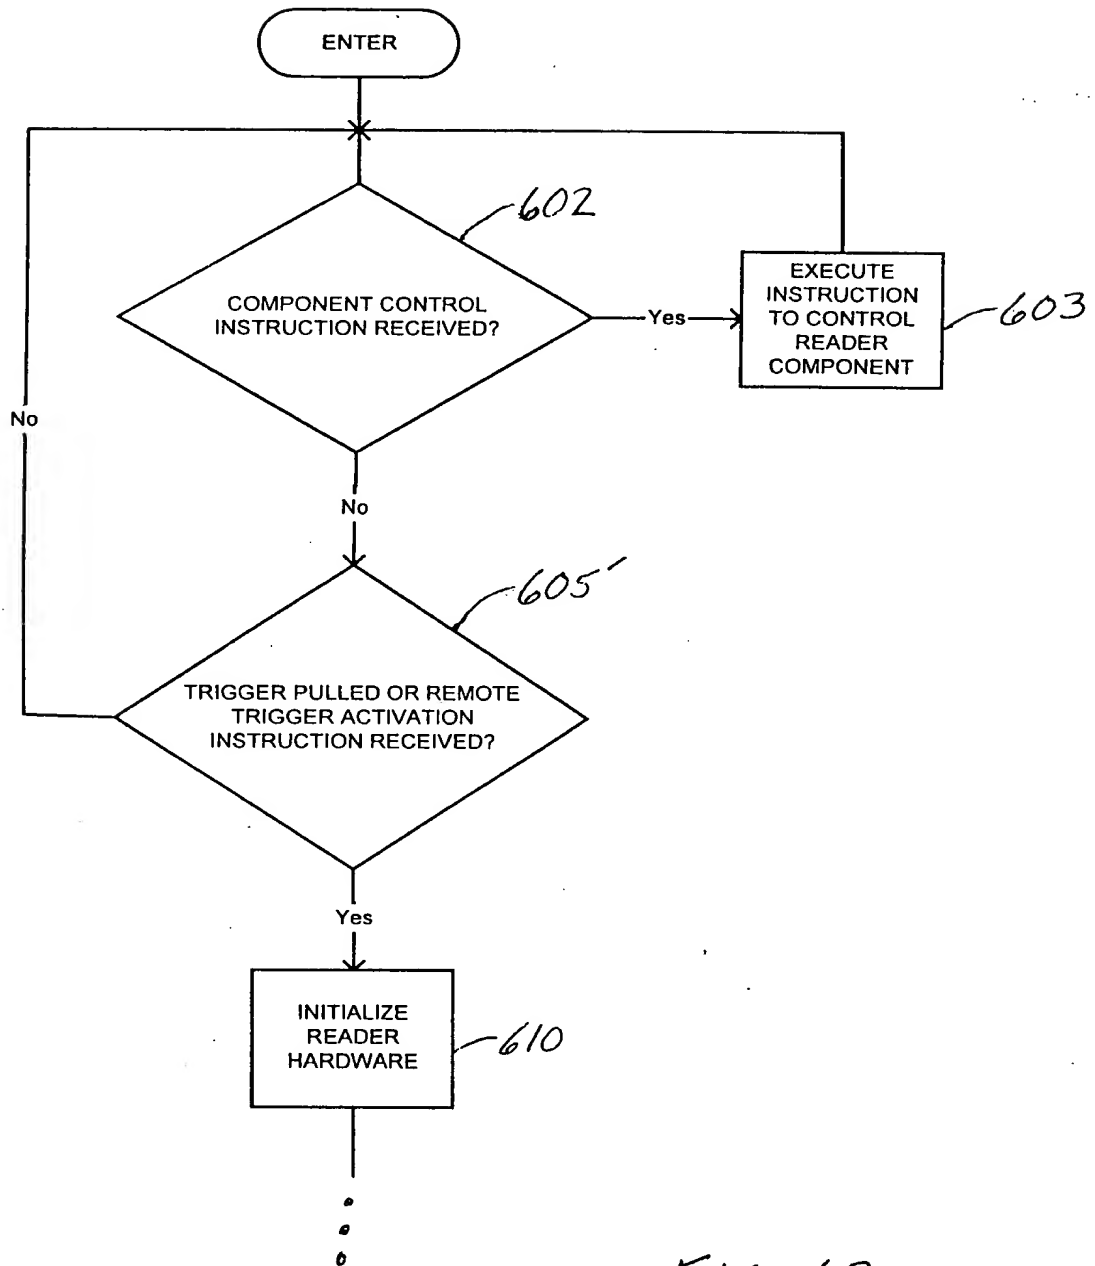 ENTER
602
COMPONENT CONTROL
INSTRUCTION RECEIVED?
Yes
EXECUTE
INSTRUCTION
TO CONTROL
READER
COMPONENT
603
No
No
605'
TRIGGER PULLED OR REMOTE
TRIGGER ACTIVATION
INSTRUCTION RECEIVED?
Yes
INITIALIZE
READER
HARDWARE
610